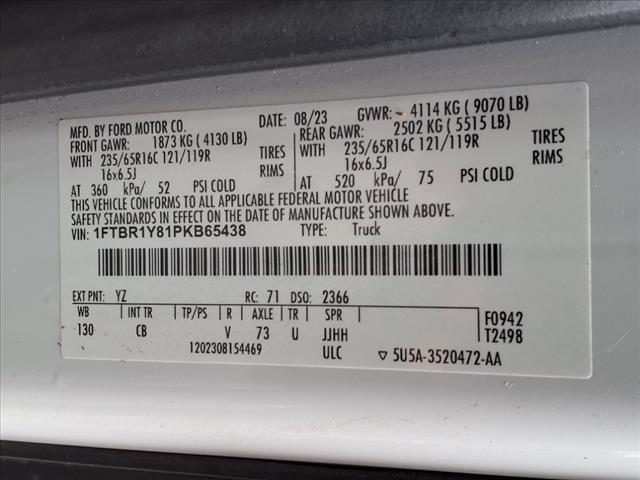 MFD. BY FORD MOTOR CO. DATE: 08/23 GVWR: 4114 KG ( 9070 LB)
FRONT GAWR: 1873 KG ( 4130 LB) REAR GAWR: 2502 KG ( 5515 LB)
WITH 235/65R16C 121/119R TIRES WITH 235/65R16C 121/119R TIRES
16x6.5J RIMS 16x6.5J RIMS
AT 360 kPa/ 52 PSI COLD AT 520 kPa/ 75 PSI COLD
THIS VEHICLE CONFORMS TO ALL APPLICABLE FEDERAL MOTOR VEHICLE
SAFETY STANDARDS IN EFFECT ON THE DATE OF MANUFACTURE SHOWN ABOVE.
VIN: 1FTBR1Y81PKB65438 TYPE: Truck
EXT PNT: YZ RC: 71 DSO: 2366
WB INT TR TP/PS R AXLE TR SPR F0942
130 CB V 73 U JJHH T2498
1202308154469 ULC ▽ 5U5A-3520472-AA